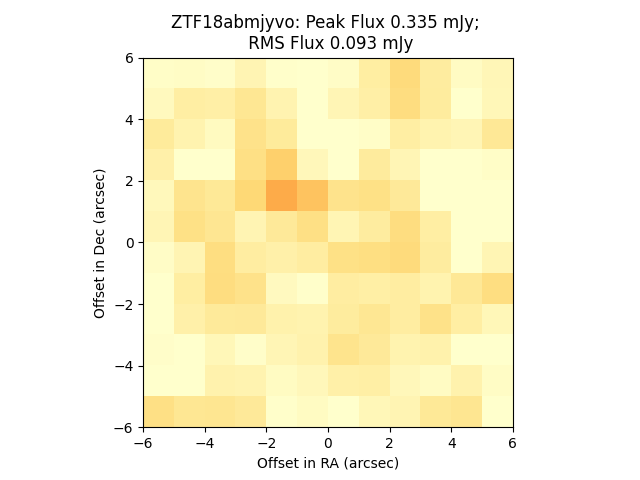 ZTF18abmjyvo: Peak Flux 0.335 mJy;
RMS Flux 0.093 mJy
6
4
2
0
−2
−4
−6
Offset in Dec (arcsec)
−6 −4 −2 0 2 4 6
Offset in RA (arcsec)